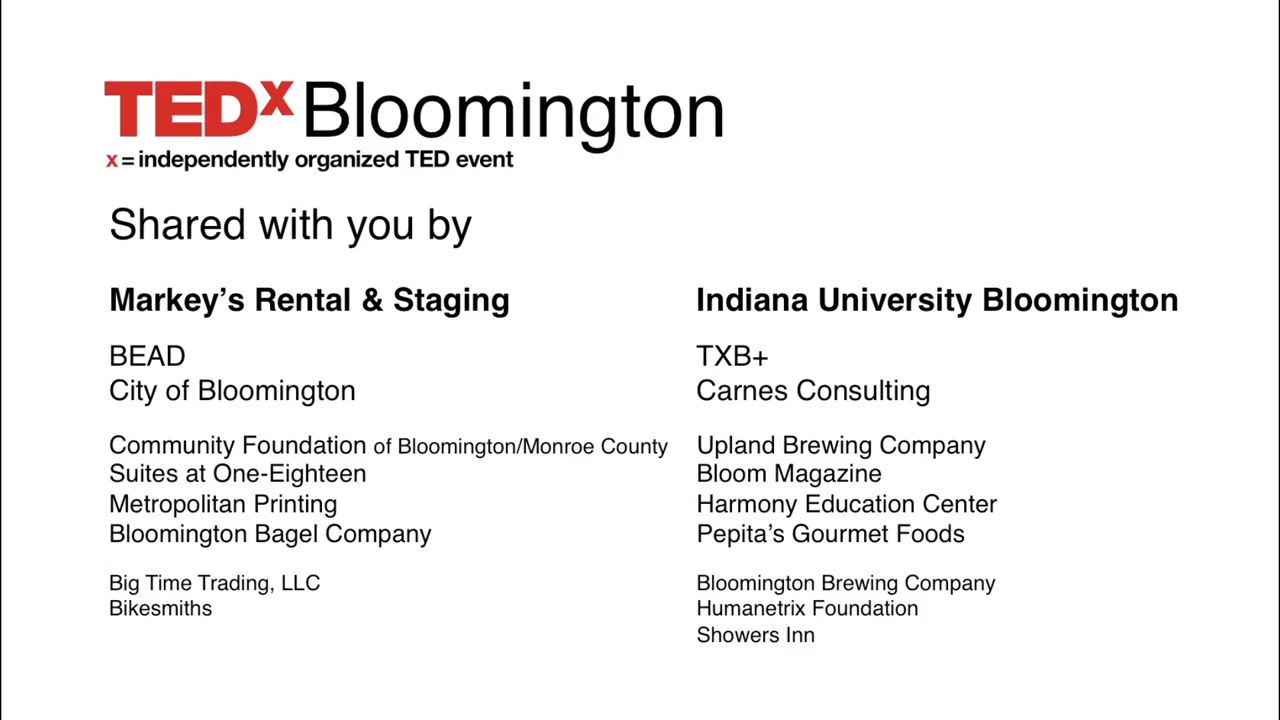 TEDx Bloomington
x = independently organized TED event
Shared with you by
Markey’s Rental & Staging
BEAD
City of Bloomington
Community Foundation of Bloomington/Monroe County
Suites at One-Eighteen
Metropolitan Printing
Bloomington Bagel Company
Big Time Trading, LLC
Bikesmiths
Indiana University Bloomington
TXB+
Carnes Consulting
Upland Brewing Company
Bloom Magazine
Harmony Education Center
Pepita’s Gourmet Foods
Bloomington Brewing Company
Humanetrix Foundation
Showers Inn